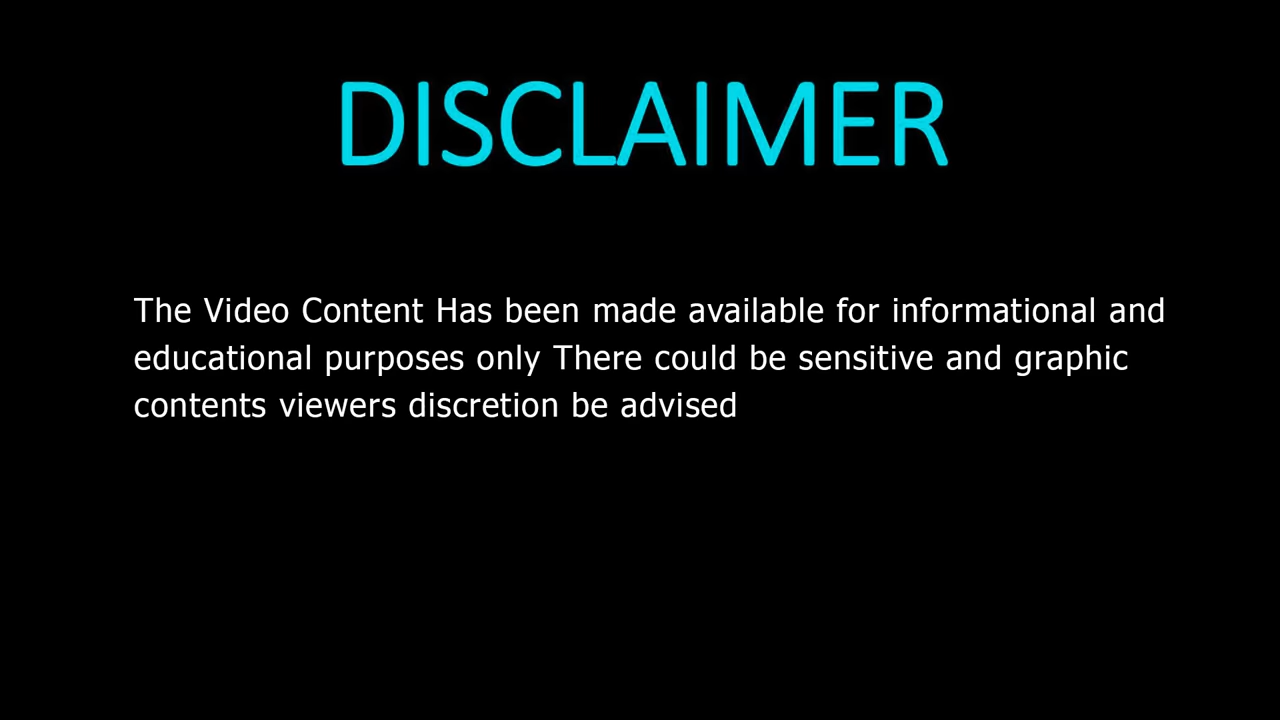 DISCLAIMER
The Video Content Has been made available for informational and
educational purposes only There could be sensitive and graphic
contents viewers discretion be advised